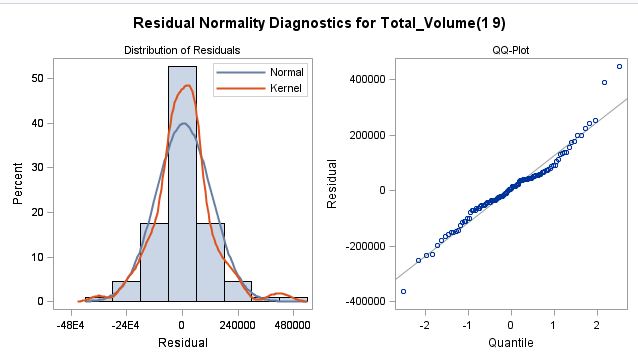 Residual Normality Diagnostics for Total_Volume(1 9)
Distribution of Residuals
QQ-Plot
Normal
Kernel
Percent
50
40
30
20
10
0
-48E4 -24E4 0 240000 480000
Residual
Residual
400000
200000
0
-200000
-400000
-2 -1 0 1 2
Quantile